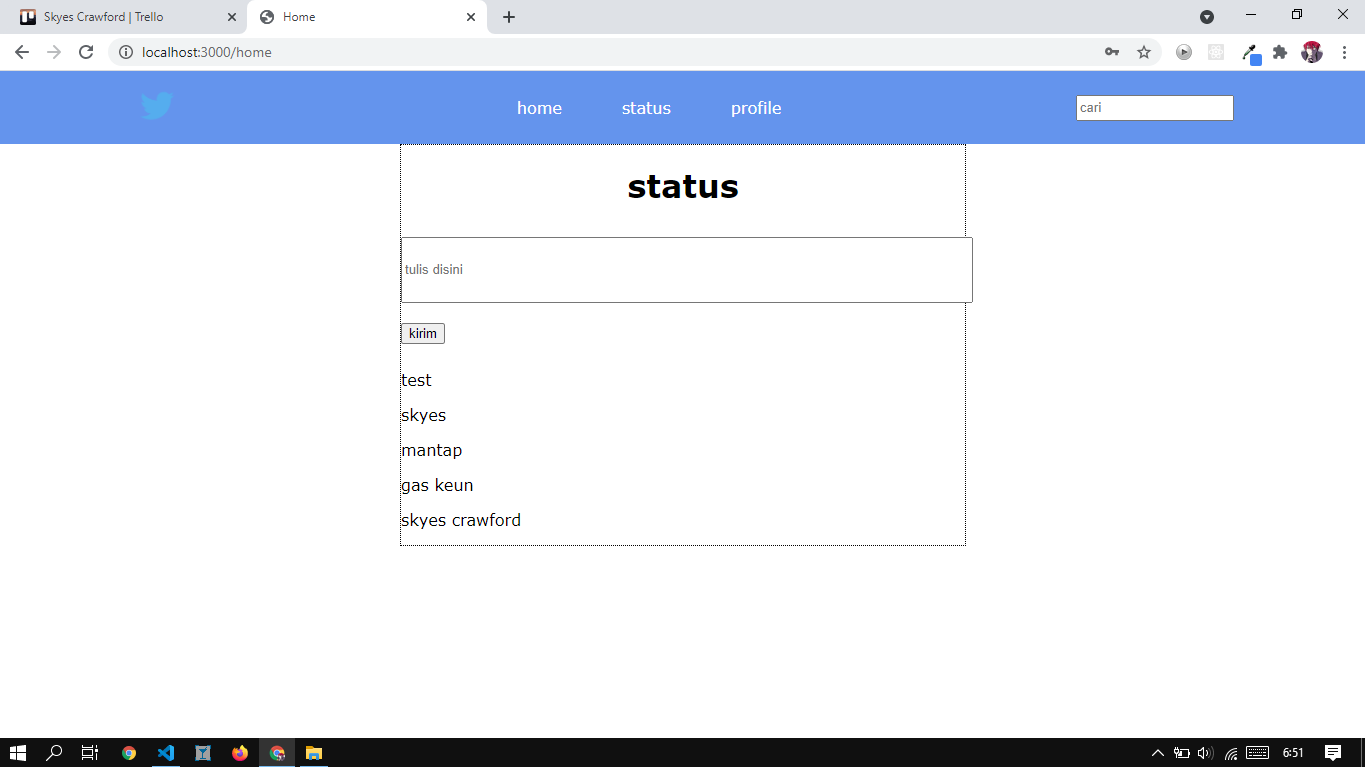 Skyes Crawford | Trello
Home
localhost:3000/home
home status profile
cari
status
tulis disini
kirim
test
skyes
mantap
gas keun
skyes crawford
6:51